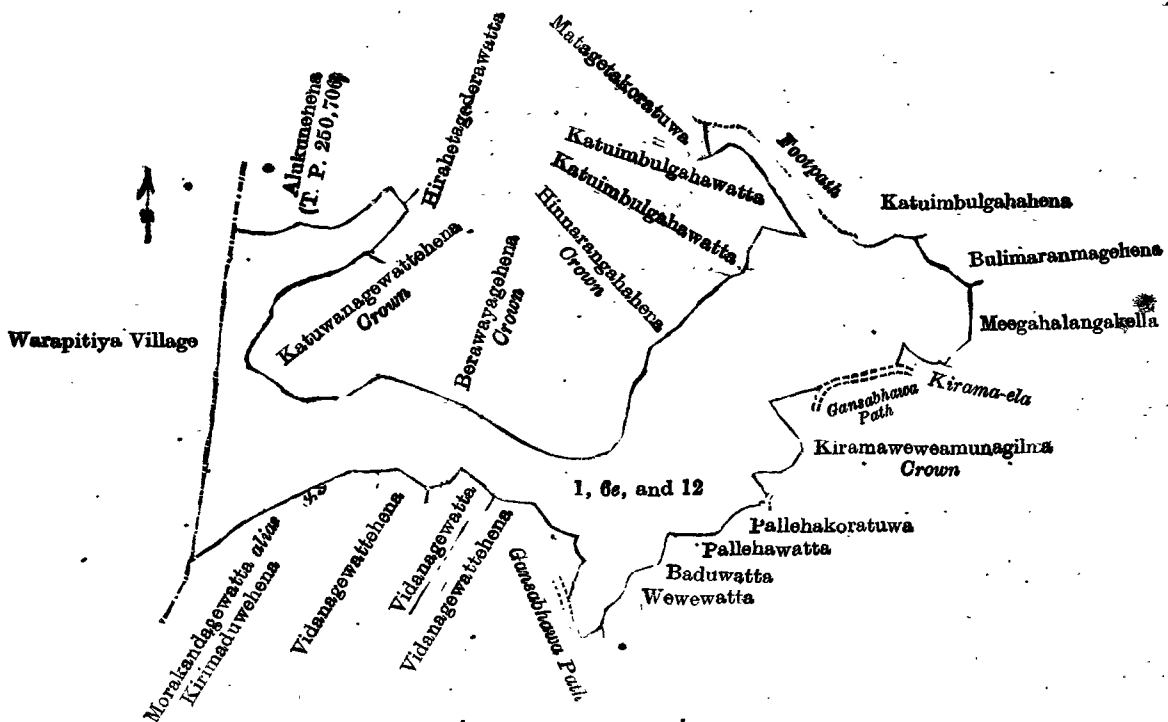 Alukunehena
(T. P. 250,706)
Hirahetagederawatta
Matagetakoratuwa
Katuimbulgahawatta
Katuimbulgahawatta
Hinnarangahahena
Crown
Footpath
Katuimbulgahahena
Bulimaranmagehena
Meegahalangakella
Warapitiya Village
Katuwanagewattehena
Crown
Berawayagehena
Crown
Kirama-ela
Gansabhawa
Path
Kiramaweweamunagilma
Crown
1, 6e, and 12
Pallehakoratuwa
Pallehawatta
Baduwatta
Wewewatta
Morakandagewatta alias
Kirimaduwehena
Vidanagewattehena
Vidanagewatta
Vidanagewattehena
Gansabhawa Path